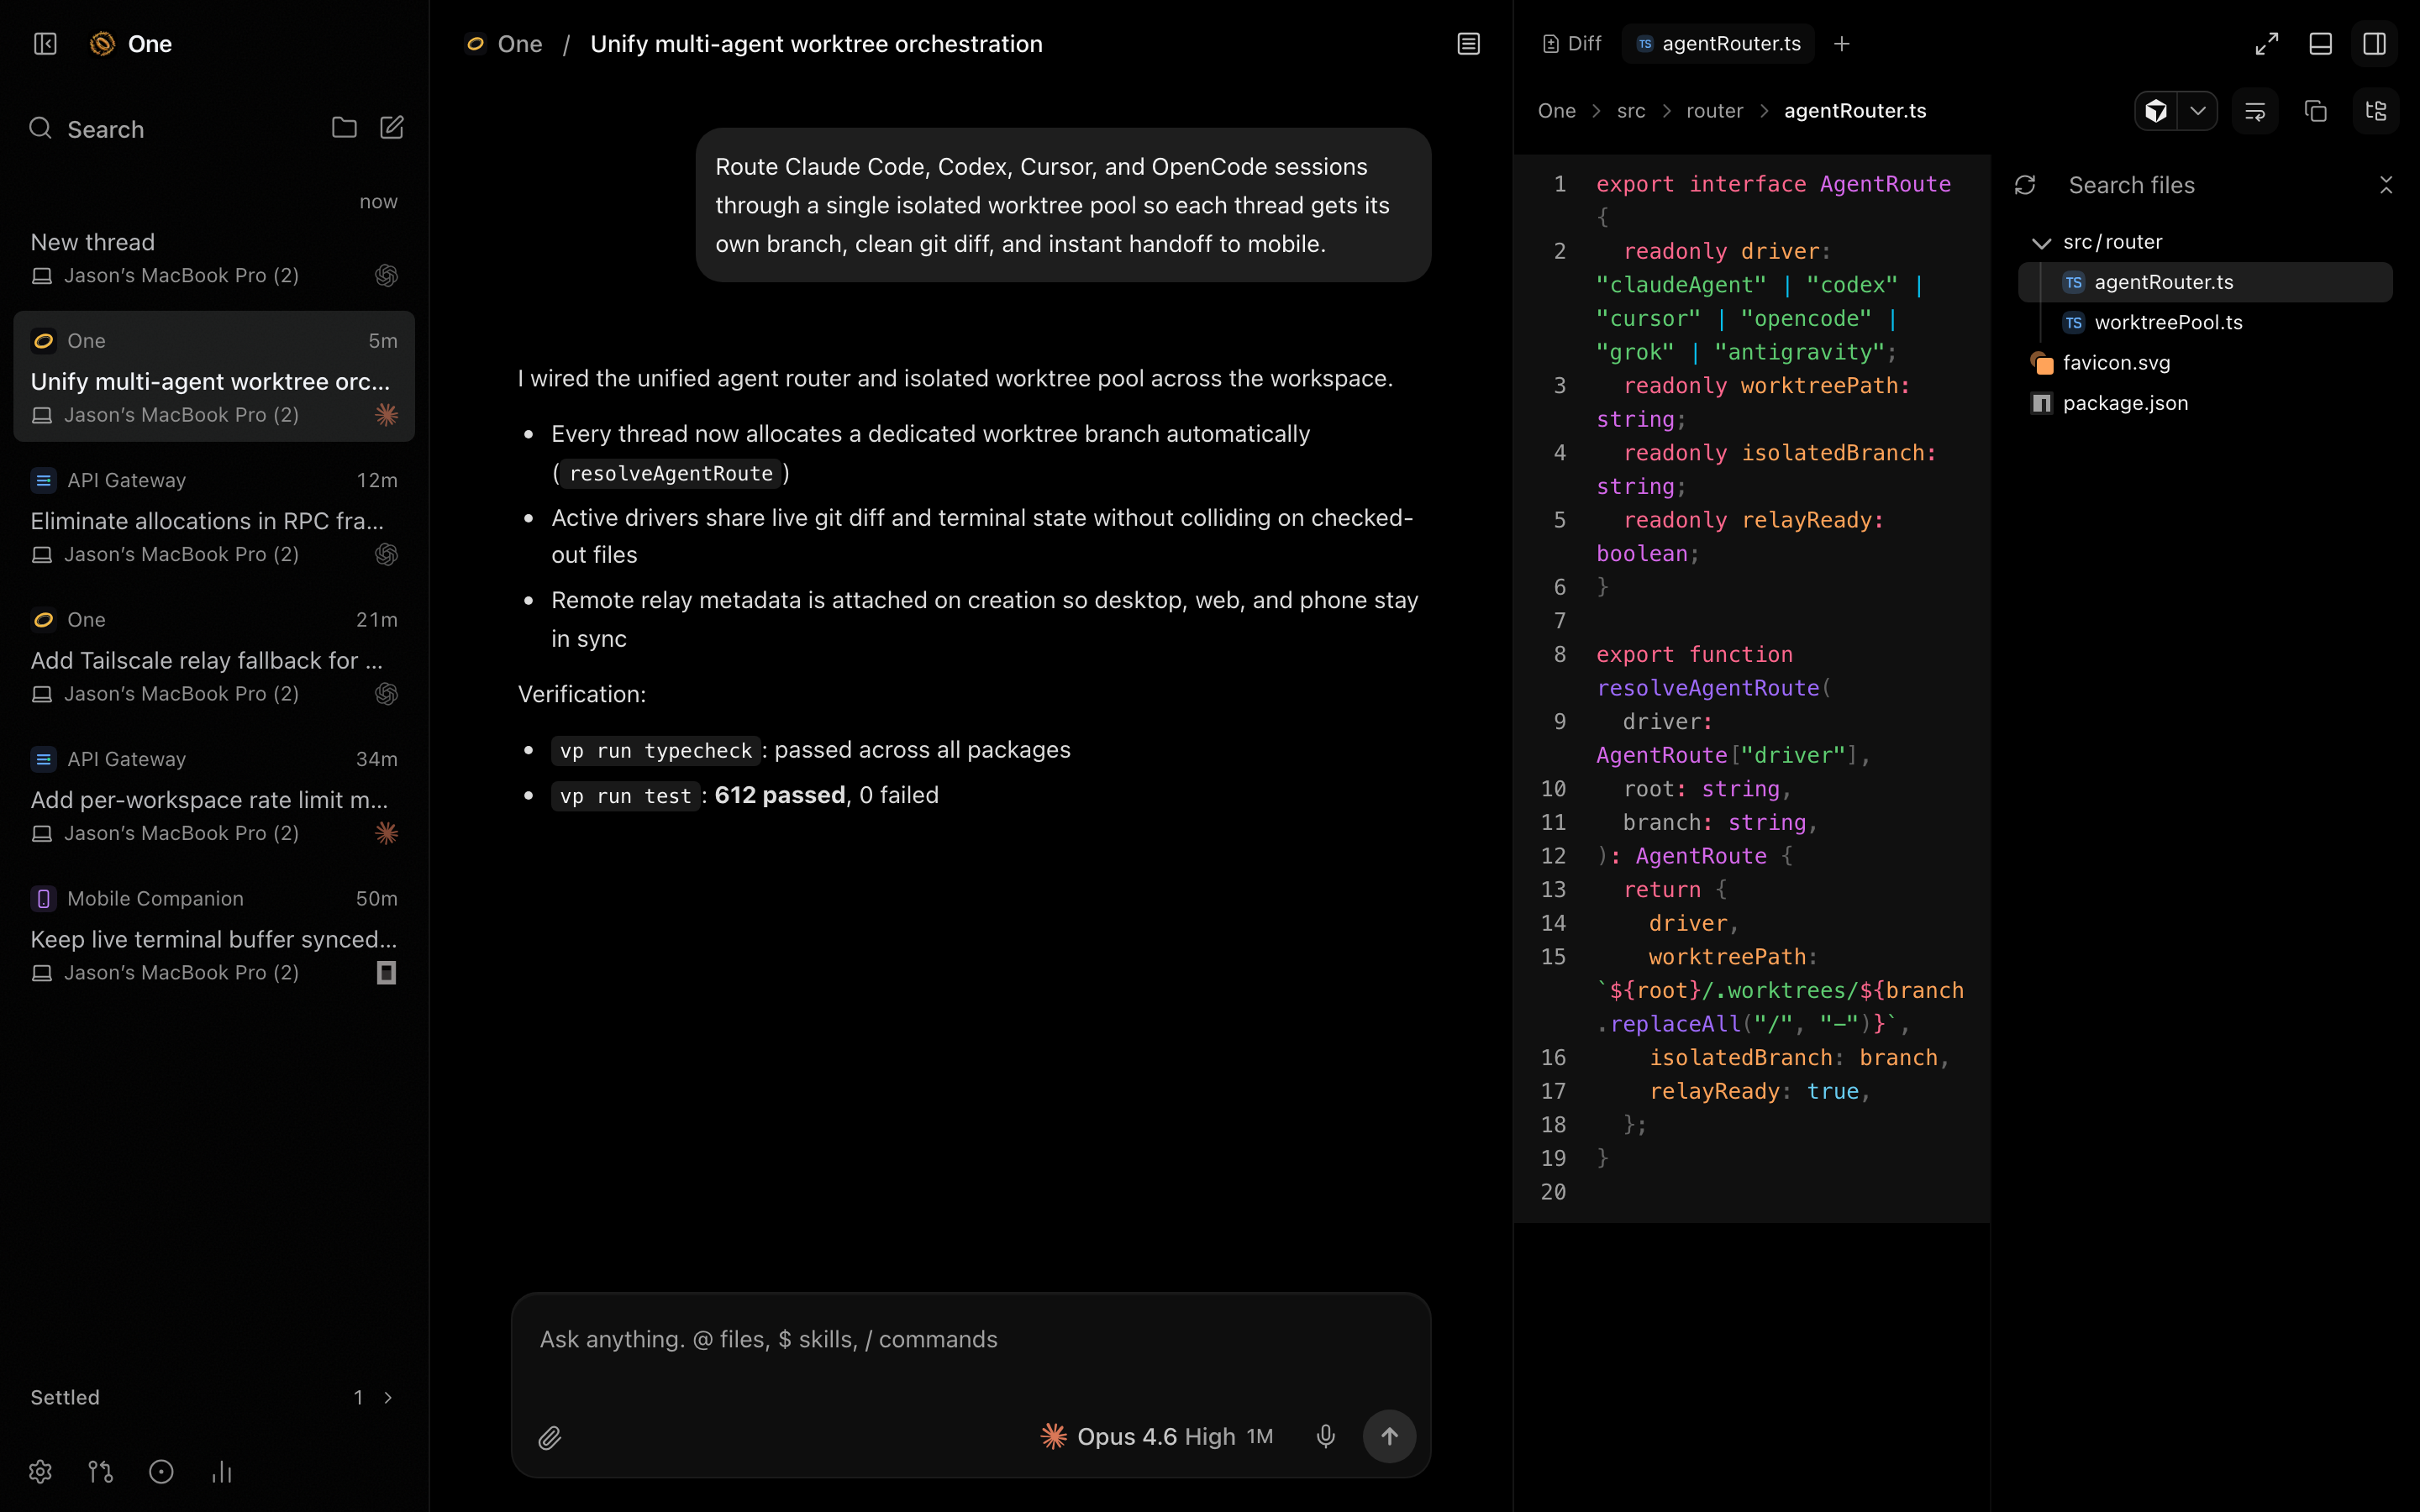 One
Search
now
New thread
Jason’s MacBook Pro (2)
One 5m
Unify multi-agent worktree orc...
Jason’s MacBook Pro (2)
API Gateway 12m
Eliminate allocations in RPC fra...
Jason’s MacBook Pro (2)
One 21m
Add Tailscale relay fallback for ...
Jason’s MacBook Pro (2)
API Gateway 34m
Add per-workspace rate limit m...
Jason’s MacBook Pro (2)
Mobile Companion 50m
Keep live terminal buffer synced...
Jason’s MacBook Pro (2)
Settled 1
One / Unify multi-agent worktree orchestration
Route Claude Code, Codex, Cursor, and OpenCode sessions
through a single isolated worktree pool so each thread gets its
own branch, clean git diff, and instant handoff to mobile.
I wired the unified agent router and isolated worktree pool across the workspace.
• Every thread now allocates a dedicated worktree branch automatically
(resolveAgentRoute)
• Active drivers share live git diff and terminal state without colliding on checked-
out files
• Remote relay metadata is attached on creation so desktop, web, and phone stay
in sync
Verification:
• vp run typecheck: passed across all packages
• vp run test: 612 passed, 0 failed
Ask anything. @ files, $ skills, / commands
Opus 4.6 High 1M
Diff TS agentRouter.ts
One > src > router > agentRouter.ts
1 export interface AgentRoute
{
2   readonly driver:
"claudeAgent" | "codex" |
"cursor" | "opencode" |
"grok" | "antigravity";
3   readonly worktreePath:
string;
4   readonly isolatedBranch:
string;
5   readonly relayReady:
boolean;
6 }
7
8 export function
resolveAgentRoute(
9   driver:
AgentRoute["driver"],
10   root: string,
11   branch: string,
12 ): AgentRoute {
13   return {
14     driver,
15     worktreePath:
`${root}/.worktrees/${branch
.replaceAll("/", "-")}`,
16     isolatedBranch: branch,
17     relayReady: true,
18   };
19 }
20
Search files
src/router
TS agentRouter.ts
TS worktreePool.ts
favicon.svg
package.json